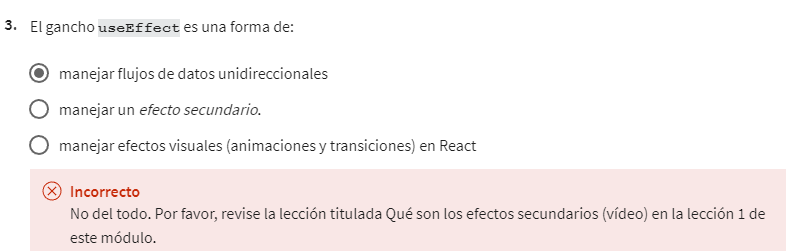 3. El gancho useEffect es una forma de:
manejar flujos de datos unidireccionales
manejar un efecto secundario.
manejar efectos visuales (animaciones y transiciones) en React
Incorrecto
No del todo. Por favor, revise la lección titulada Qué son los efectos secundarios (vídeo) en la lección 1 de
este módulo.